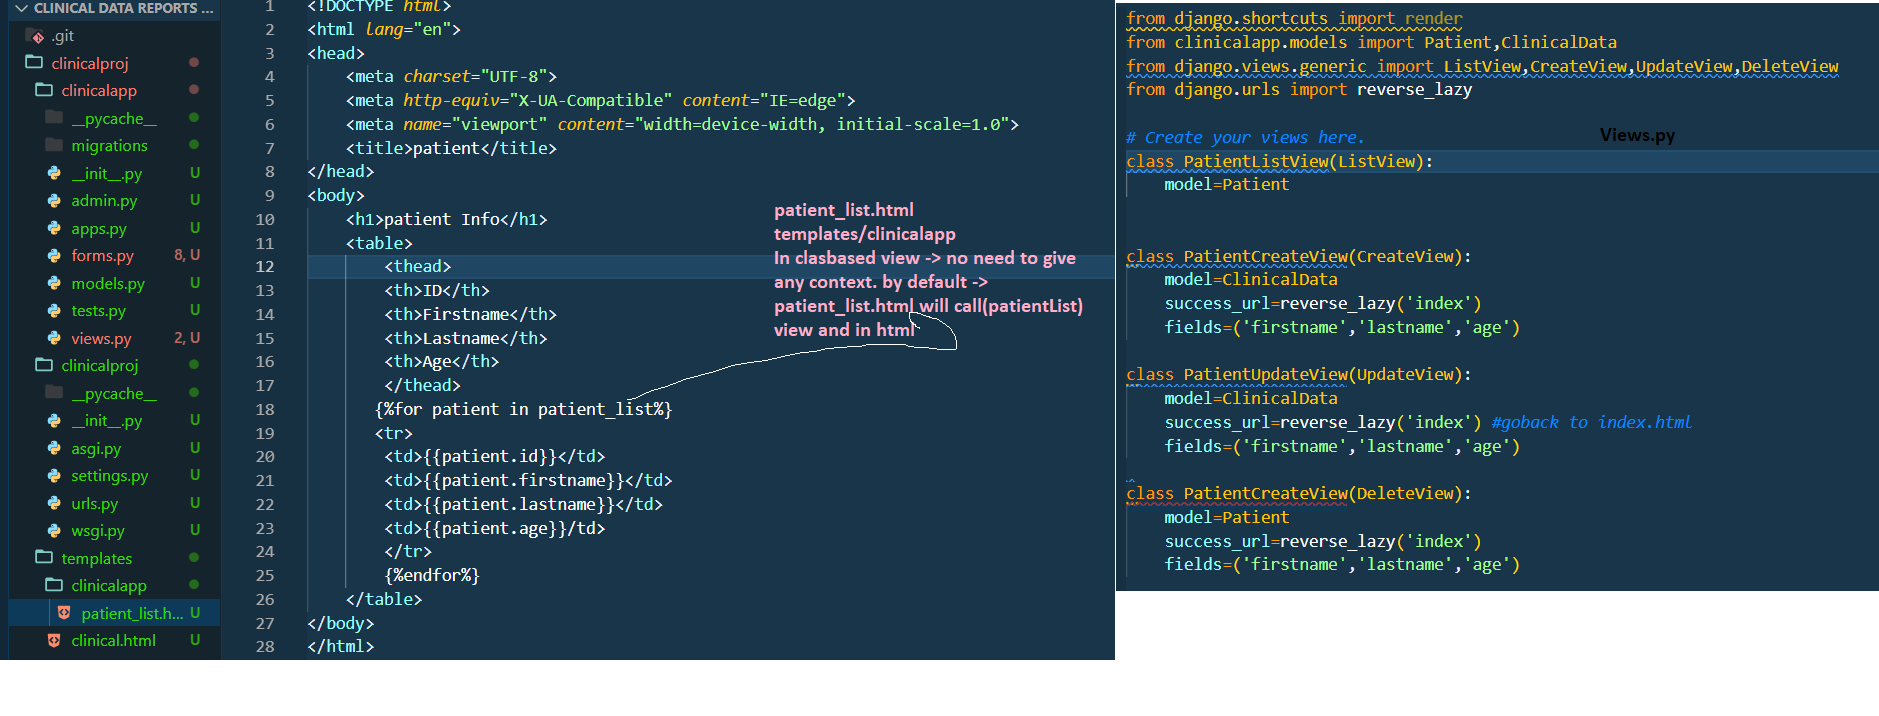 CLINICAL DATA REPORTS ...
.git
clinicalproj
clinicalapp
__pycache__
migrations
__init__.py U
admin.py U
apps.py U
forms.py 8, U
models.py U
tests.py U
views.py 2, U
clinicalproj
__pycache__
__init__.py U
asgi.py U
settings.py U
urls.py U
wsgi.py U
templates
clinicalapp
patient_list.h... U
clinical.html U
1 <!DOCTYPE html>
2 <html lang="en">
3 <head>
4 <meta charset="UTF-8">
5 <meta http-equiv="X-UA-Compatible" content="IE=edge">
6 <meta name="viewport" content="width=device-width, initial-scale=1.0">
7 <title>patient</title>
8 </head>
9 <body>
10 <h1>patient Info</h1>
11 <table>
12 <thead>
13 <th>ID</th>
14 <th>Firstname</th>
15 <th>Lastname</th>
16 <th>Age</th>
17 </thead>
18 {%for patient in patient_list%}
19 <tr>
20 <td>{{patient.id}}</td>
21 <td>{{patient.firstname}}</td>
22 <td>{{patient.lastname}}</td>
23 <td>{{patient.age}}/td>
24 </tr>
25 {%endfor%}
26 </table>
27 </body>
28 </html>
patient_list.html
templates/clinicalapp
In clasbased view -> no need to give
any context. by default ->
patient_list.html will call(patientList)
view and in html
from django.shortcuts import render
from clinicalapp.models import Patient,ClinicalData
from django.views.generic import ListView,CreateView,UpdateView,DeleteView
from django.urls import reverse_lazy
Views.py
# Create your views here.
class PatientListView(ListView):
model=Patient
class PatientCreateView(CreateView):
model=ClinicalData
success_url=reverse_lazy('index')
fields=('firstname','lastname','age')
class PatientUpdateView(UpdateView):
model=ClinicalData
success_url=reverse_lazy('index') #goback to index.html
fields=('firstname','lastname','age')
class PatientCreateView(DeleteView):
model=Patient
success_url=reverse_lazy('index')
fields=('firstname','lastname','age')